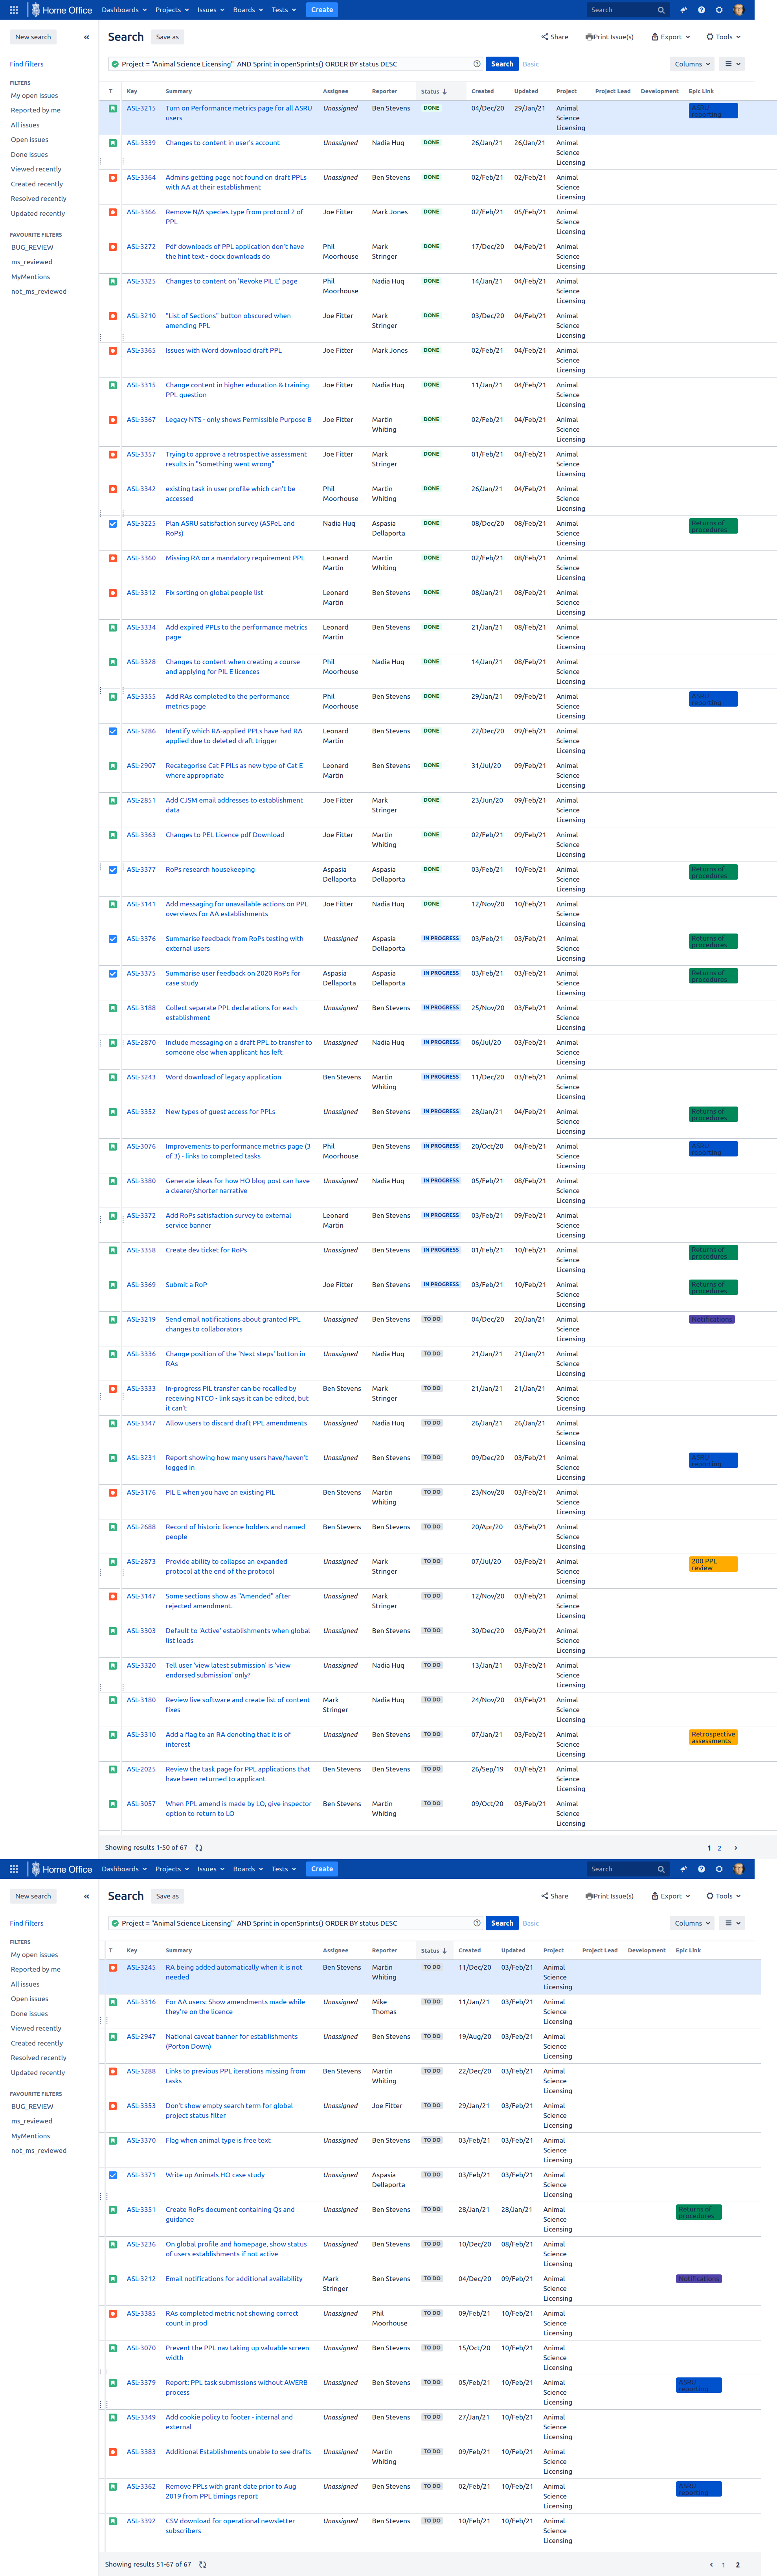 Home Office Dashboards Projects Issues Boards Tests Create Search
New search
Find filters
FILTERS
My open issues
Reported by me
All issues
Open issues
Done issues
Viewed recently
Created recently
Resolved recently
Updated recently
FAVOURITE FILTERS
BUG_REVIEW
ms_reviewed
MyMentions
not_ms_reviewed
Search Save as Share Print Issue(s) Export Tools
Project = "Animal Science Licensing" AND Sprint in openSprints() ORDER BY status DESC Search Basic Columns
T Key Summary Assignee Reporter Status Created Updated Project Project Lead Development Epic Link
ASL-3215 Turn on Performance metrics page for all ASRU users Unassigned Ben Stevens DONE 04/Dec/20 29/Jan/21 Animal Science Licensing ASRU reporting
ASL-3339 Changes to content in user's account Unassigned Nadia Huq DONE 26/Jan/21 26/Jan/21 Animal Science Licensing
ASL-3364 Admins getting page not found on draft PPLs with AA at their establishment Unassigned Ben Stevens DONE 02/Feb/21 02/Feb/21 Animal Science Licensing
ASL-3366 Remove N/A species type from protocol 2 of PPL Joe Fitter Mark Jones DONE 02/Feb/21 05/Feb/21 Animal Science Licensing
ASL-3272 Pdf downloads of PPL application don't have the hint text - docx downloads do Phil Moorhouse Mark Stringer DONE 17/Dec/20 04/Feb/21 Animal Science Licensing
ASL-3325 Changes to content on 'Revoke PIL E' page Phil Moorhouse Nadia Huq DONE 14/Jan/21 04/Feb/21 Animal Science Licensing
ASL-3210 "List of Sections" button obscured when amending PPL Joe Fitter Mark Stringer DONE 03/Dec/20 04/Feb/21 Animal Science Licensing
ASL-3365 Issues with Word download draft PPL Joe Fitter Mark Jones DONE 02/Feb/21 04/Feb/21 Animal Science Licensing
ASL-3315 Change content in higher education & training PPL question Joe Fitter Nadia Huq DONE 11/Jan/21 04/Feb/21 Animal Science Licensing
ASL-3367 Legacy NTS - only shows Permissible Purpose B Joe Fitter Martin Whiting DONE 02/Feb/21 04/Feb/21 Animal Science Licensing
ASL-3357 Trying to approve a retrospective assessment results in "Something went wrong" Joe Fitter Mark Stringer DONE 01/Feb/21 04/Feb/21 Animal Science Licensing
ASL-3342 existing task in user profile which can't be accessed Phil Moorhouse Martin Whiting DONE 26/Jan/21 04/Feb/21 Animal Science Licensing
ASL-3225 Plan ASRU satisfaction survey (ASPeL and RoPs) Nadia Huq Aspasia Dellaporta DONE 08/Dec/20 08/Feb/21 Animal Science Licensing Returns of procedures
ASL-3360 Missing RA on a mandatory requirement PPL Leonard Martin Martin Whiting DONE 02/Feb/21 08/Feb/21 Animal Science Licensing
ASL-3312 Fix sorting on global people list Leonard Martin Ben Stevens DONE 08/Jan/21 08/Feb/21 Animal Science Licensing
ASL-3334 Add expired PPLs to the performance metrics page Leonard Martin Ben Stevens DONE 21/Jan/21 08/Feb/21 Animal Science Licensing
ASL-3328 Changes to content when creating a course and applying for PIL E licences Phil Moorhouse Nadia Huq DONE 14/Jan/21 08/Feb/21 Animal Science Licensing
ASL-3355 Add RAs completed to the performance metrics page Phil Moorhouse Ben Stevens DONE 29/Jan/21 09/Feb/21 Animal Science Licensing ASRU reporting
ASL-3286 Identify which RA-applied PPLs have had RA applied due to deleted draft trigger Leonard Martin Ben Stevens DONE 22/Dec/20 09/Feb/21 Animal Science Licensing
ASL-2907 Recategorise Cat F PILs as new type of Cat E where appropriate Leonard Martin Ben Stevens DONE 31/Jul/20 09/Feb/21 Animal Science Licensing
ASL-2851 Add CJSM email addresses to establishment data Joe Fitter Mark Stringer DONE 23/Jun/20 09/Feb/21 Animal Science Licensing
ASL-3363 Changes to PEL Licence pdf Download Joe Fitter Martin Whiting DONE 02/Feb/21 09/Feb/21 Animal Science Licensing
ASL-3377 RoPs research housekeeping Aspasia Dellaporta Aspasia Dellaporta DONE 03/Feb/21 10/Feb/21 Animal Science Licensing Returns of procedures
ASL-3141 Add messaging for unavailable actions on PPL overviews for AA establishments Joe Fitter Nadia Huq DONE 12/Nov/20 10/Feb/21 Animal Science Licensing
ASL-3376 Summarise feedback from RoPs testing with external users Unassigned Aspasia Dellaporta IN PROGRESS 03/Feb/21 03/Feb/21 Animal Science Licensing Returns of procedures
ASL-3375 Summarise user feedback on 2020 RoPs for case study Aspasia Dellaporta Aspasia Dellaporta IN PROGRESS 03/Feb/21 03/Feb/21 Animal Science Licensing Returns of procedures
ASL-3188 Collect separate PPL declarations for each establishment Unassigned Ben Stevens IN PROGRESS 25/Nov/20 03/Feb/21 Animal Science Licensing
ASL-2870 Include messaging on a draft PPL to transfer to someone else when applicant has left Unassigned Nadia Huq IN PROGRESS 06/Jul/20 03/Feb/21 Animal Science Licensing
ASL-3243 Word download of legacy application Ben Stevens Martin Whiting IN PROGRESS 11/Dec/20 03/Feb/21 Animal Science Licensing
ASL-3352 New types of guest access for PPLs Unassigned Ben Stevens IN PROGRESS 28/Jan/21 04/Feb/21 Animal Science Licensing Returns of procedures
ASL-3076 Improvements to performance metrics page (3 of 3) - links to completed tasks Phil Moorhouse Ben Stevens IN PROGRESS 20/Oct/20 04/Feb/21 Animal Science Licensing ASRU reporting
ASL-3380 Generate ideas for how HO blog post can have a clearer/shorter narrative Unassigned Nadia Huq IN PROGRESS 05/Feb/21 08/Feb/21 Animal Science Licensing
ASL-3372 Add RoPs satisfaction survey to external service banner Leonard Martin Ben Stevens IN PROGRESS 03/Feb/21 09/Feb/21 Animal Science Licensing
ASL-3358 Create dev ticket for RoPs Unassigned Ben Stevens IN PROGRESS 01/Feb/21 10/Feb/21 Animal Science Licensing Returns of procedures
ASL-3369 Submit a RoP Joe Fitter Ben Stevens IN PROGRESS 03/Feb/21 10/Feb/21 Animal Science Licensing Returns of procedures
ASL-3219 Send email notifications about granted PPL changes to collaborators Unassigned Ben Stevens TO DO 04/Dec/20 20/Jan/21 Animal Science Licensing Notifications
ASL-3336 Change position of the 'Next steps' button in RAs Unassigned Nadia Huq TO DO 21/Jan/21 21/Jan/21 Animal Science Licensing
ASL-3333 In-progress PIL transfer can be recalled by receiving NTCO - link says it can be edited, but it can't Ben Stevens Mark Stringer TO DO 21/Jan/21 21/Jan/21 Animal Science Licensing
ASL-3347 Allow users to discard draft PPL amendments Unassigned Nadia Huq TO DO 26/Jan/21 26/Jan/21 Animal Science Licensing
ASL-3231 Report showing how many users have/haven't logged in Unassigned Ben Stevens TO DO 09/Dec/20 03/Feb/21 Animal Science Licensing ASRU reporting
ASL-3176 PIL E when you have an existing PIL Ben Stevens Martin Whiting TO DO 23/Nov/20 03/Feb/21 Animal Science Licensing
ASL-2688 Record of historic licence holders and named people Ben Stevens Ben Stevens TO DO 20/Apr/20 03/Feb/21 Animal Science Licensing
ASL-2873 Provide ability to collapse an expanded protocol at the end of the protocol Unassigned Mark Stringer TO DO 07/Jul/20 03/Feb/21 Animal Science Licensing 200 PPL review
ASL-3147 Some sections show as "Amended" after rejected amendment. Unassigned Mark Stringer TO DO 12/Nov/20 03/Feb/21 Animal Science Licensing
ASL-3303 Default to 'Active' establishments when global list loads Unassigned Ben Stevens TO DO 30/Dec/20 03/Feb/21 Animal Science Licensing
ASL-3320 Tell user 'view latest submission' is 'view endorsed submission' only? Unassigned Nadia Huq TO DO 13/Jan/21 03/Feb/21 Animal Science Licensing
ASL-3180 Review live software and create list of content fixes Mark Stringer Nadia Huq TO DO 24/Nov/20 03/Feb/21 Animal Science Licensing
ASL-3310 Add a flag to an RA denoting that it is of interest Unassigned Ben Stevens TO DO 07/Jan/21 03/Feb/21 Animal Science Licensing Retrospective assessments
ASL-2025 Review the task page for PPL applications that have been returned to applicant Ben Stevens Ben Stevens TO DO 26/Sep/19 03/Feb/21 Animal Science Licensing
ASL-3057 When PPL amend is made by LO, give inspector option to return to LO Ben Stevens Martin Whiting TO DO 09/Oct/20 03/Feb/21 Animal Science Licensing
Showing results 1-50 of 67 1 2
Home Office Dashboards Projects Issues Boards Tests Create Search
New search
Find filters
FILTERS
My open issues
Reported by me
All issues
Open issues
Done issues
Viewed recently
Created recently
Resolved recently
Updated recently
FAVOURITE FILTERS
BUG_REVIEW
ms_reviewed
MyMentions
not_ms_reviewed
Search Save as Share Print Issue(s) Export Tools
Project = "Animal Science Licensing" AND Sprint in openSprints() ORDER BY status DESC Search Basic Columns
T Key Summary Assignee Reporter Status Created Updated Project Project Lead Development Epic Link
ASL-3245 RA being added automatically when it is not needed Ben Stevens Martin Whiting TO DO 11/Dec/20 03/Feb/21 Animal Science Licensing
ASL-3316 For AA users: Show amendments made while they're on the licence Unassigned Mike Thomas TO DO 11/Jan/21 03/Feb/21 Animal Science Licensing
ASL-2947 National caveat banner for establishments (Porton Down) Unassigned Ben Stevens TO DO 19/Aug/20 03/Feb/21 Animal Science Licensing
ASL-3288 Links to previous PPL iterations missing from tasks Ben Stevens Martin Whiting TO DO 22/Dec/20 03/Feb/21 Animal Science Licensing
ASL-3353 Don't show empty search term for global project status filter Unassigned Joe Fitter TO DO 29/Jan/21 03/Feb/21 Animal Science Licensing
ASL-3370 Flag when animal type is free text Unassigned Ben Stevens TO DO 03/Feb/21 03/Feb/21 Animal Science Licensing
ASL-3371 Write up Animals HO case study Unassigned Aspasia Dellaporta TO DO 03/Feb/21 03/Feb/21 Animal Science Licensing
ASL-3351 Create RoPs document containing Qs and guidance Unassigned Ben Stevens TO DO 28/Jan/21 28/Jan/21 Animal Science Licensing Returns of procedures
ASL-3236 On global profile and homepage, show status of users establishments if not active Unassigned Ben Stevens TO DO 10/Dec/20 08/Feb/21 Animal Science Licensing
ASL-3212 Email notifications for additional availability Mark Stringer Ben Stevens TO DO 04/Dec/20 09/Feb/21 Animal Science Licensing Notifications
ASL-3385 RAs completed metric not showing correct count in prod Unassigned Phil Moorhouse TO DO 09/Feb/21 10/Feb/21 Animal Science Licensing
ASL-3070 Prevent the PPL nav taking up valuable screen width Unassigned Ben Stevens TO DO 15/Oct/20 10/Feb/21 Animal Science Licensing
ASL-3379 Report: PPL task submissions without AWERB process Unassigned Ben Stevens TO DO 05/Feb/21 10/Feb/21 Animal Science Licensing ASRU reporting
ASL-3349 Add cookie policy to footer - internal and external Unassigned Ben Stevens TO DO 27/Jan/21 10/Feb/21 Animal Science Licensing
ASL-3383 Additional Establishments unable to see drafts Unassigned Martin Whiting TO DO 09/Feb/21 10/Feb/21 Animal Science Licensing
ASL-3362 Remove PPLs with grant date prior to Aug 2019 from PPL timings report Unassigned Ben Stevens TO DO 02/Feb/21 10/Feb/21 Animal Science Licensing ASRU reporting
ASL-3392 CSV download for operational newsletter subscribers Unassigned Ben Stevens TO DO 10/Feb/21 10/Feb/21 Animal Science Licensing
Showing results 51-67 of 67 1 2